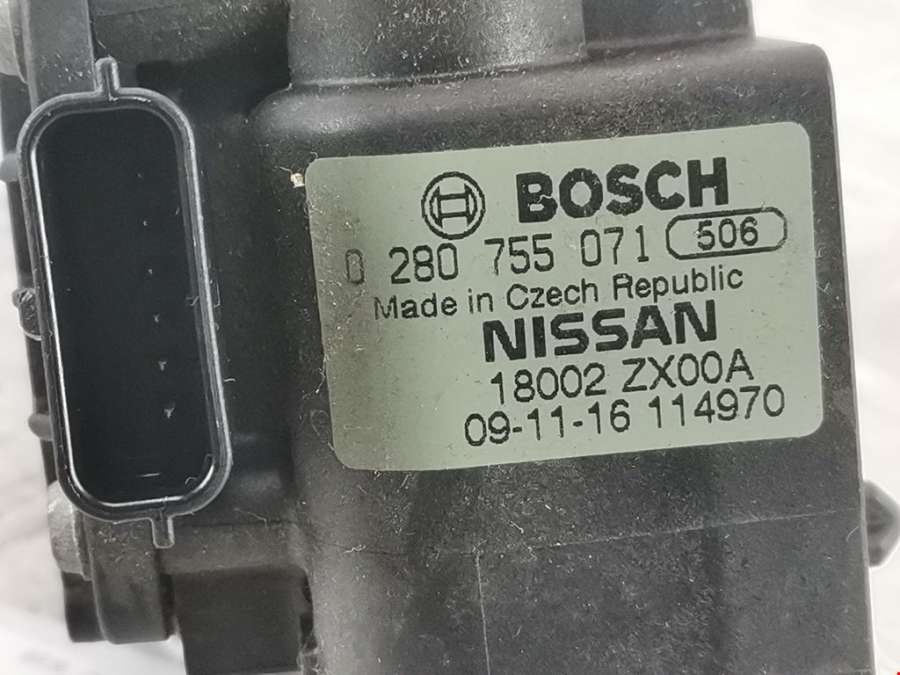 BOSCH
0 280 755 071 506
Made in Czech Republic
NISSAN
18002 ZX00A
09-11-16 114970